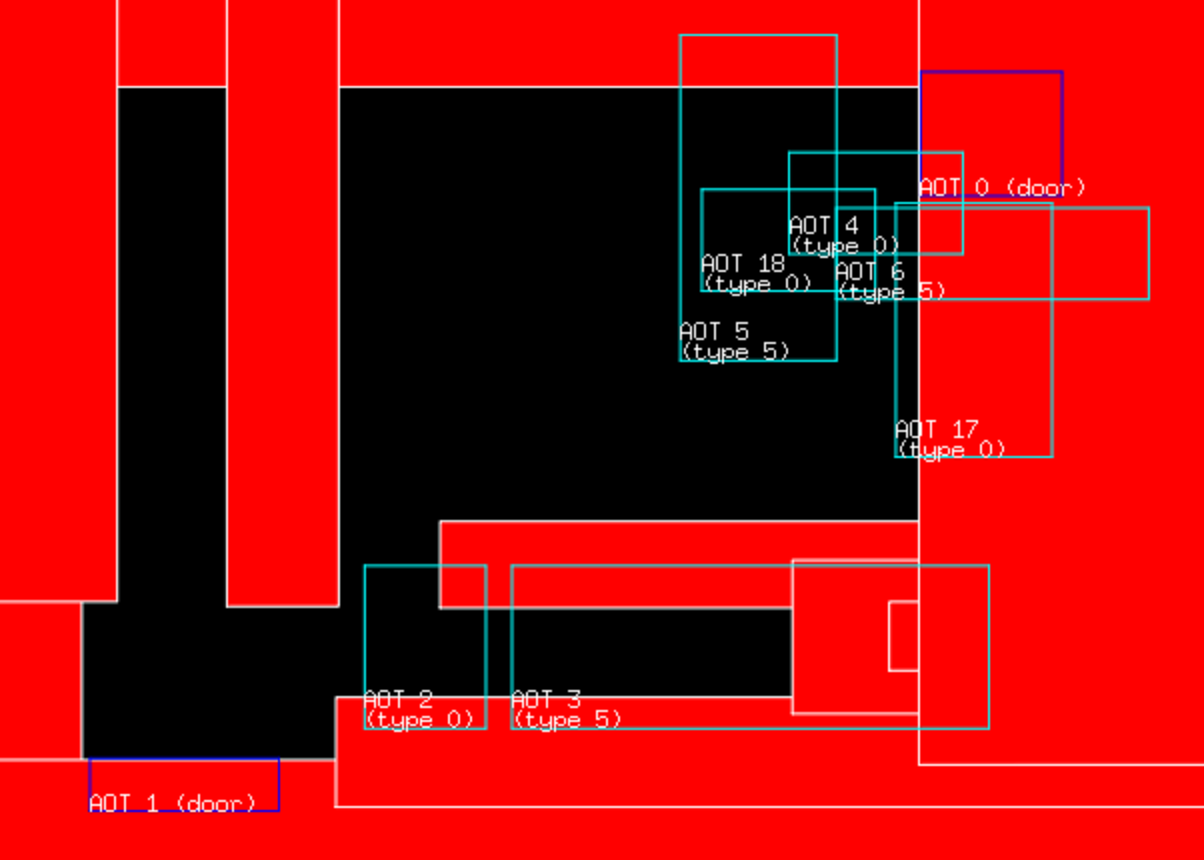 AOT 0 (door)
AOT 4
(type 0)
AOT 18
(type 0)
AOT 6
(type 5)
AOT 5
(type 5)
AOT 17
(type 0)
AOT 2
(type 0)
AOT 3
(type 5)
AOT 1 (door)